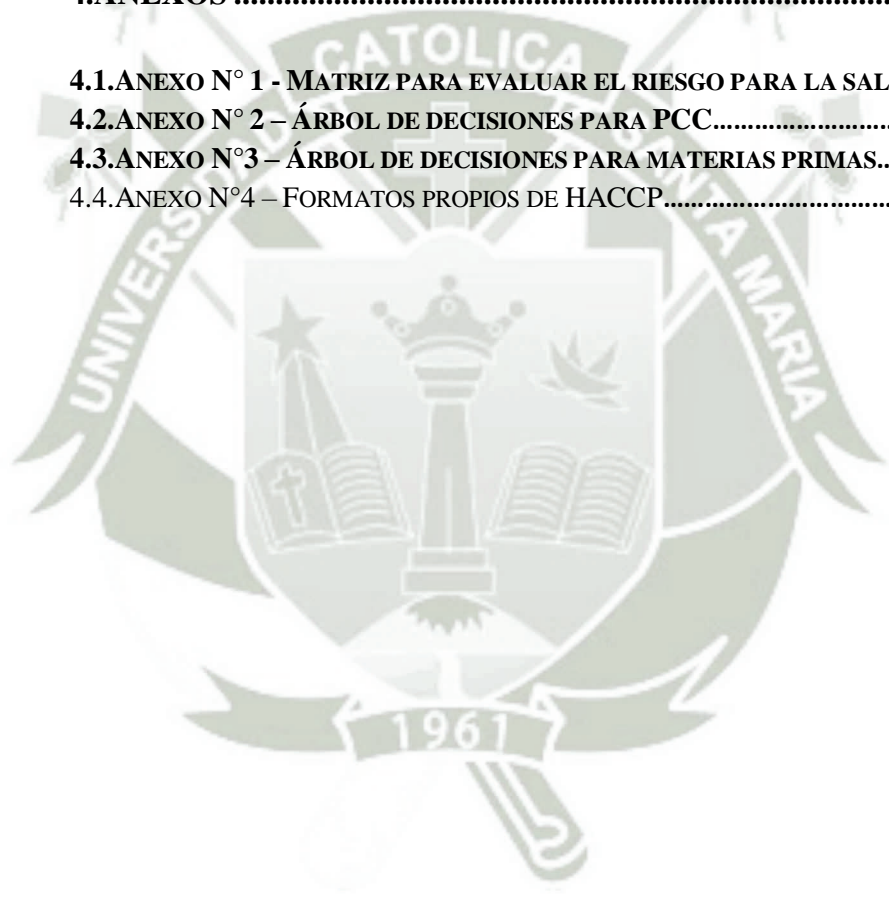 4.ANEXOS ................................................................................
4.1.ANEXO N° 1 - MATRIZ PARA EVALUAR EL RIESGO PARA LA SAL
4.2.ANEXO N° 2 – ÁRBOL DE DECISIONES PARA PCC..............................
4.3.ANEXO N°3 – ÁRBOL DE DECISIONES PARA MATERIAS PRIMAS..
4.4.ANEXO N°4 – FORMATOS PROPIOS DE HACCP.....................................
UNIVERSIDAD CATOLICA DE SANTA MARIA
1961